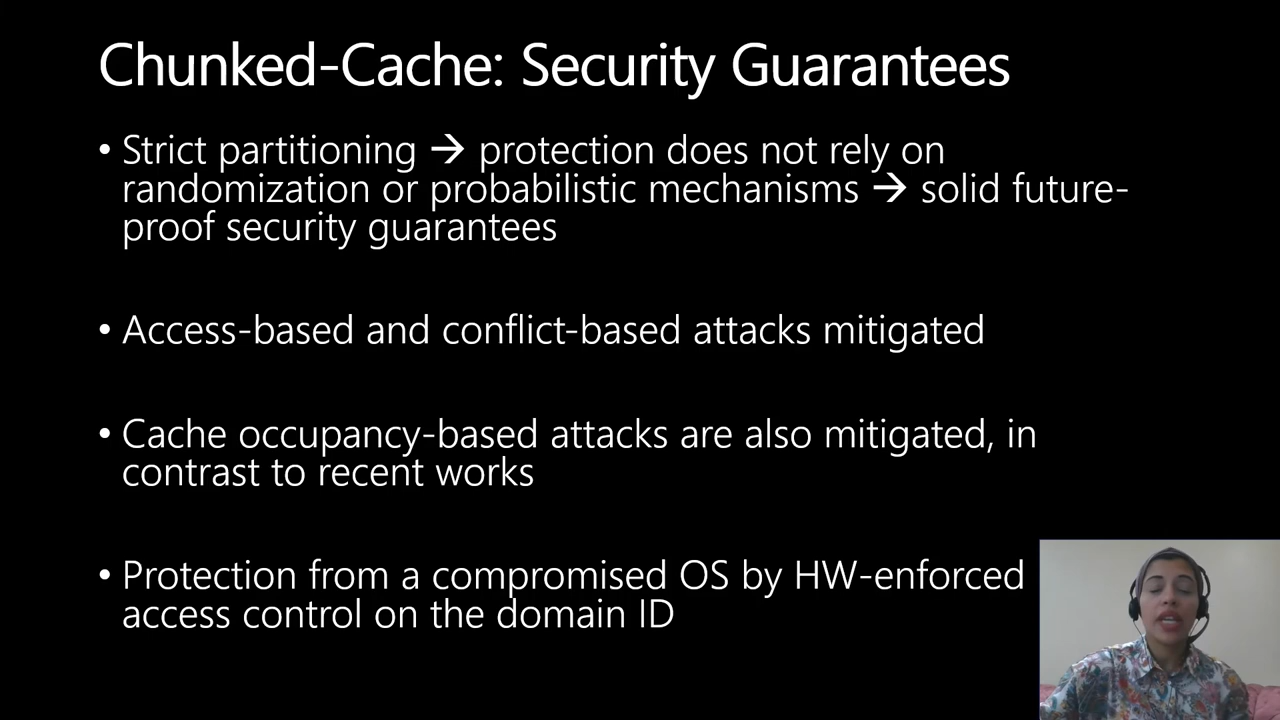 Chunked-Cache: Security Guarantees
• Strict partitioning → protection does not rely on
randomization or probabilistic mechanisms → solid future-
proof security guarantees
• Access-based and conflict-based attacks mitigated
• Cache occupancy-based attacks are also mitigated, in
contrast to recent works
• Protection from a compromised OS by HW-enforced
access control on the domain ID